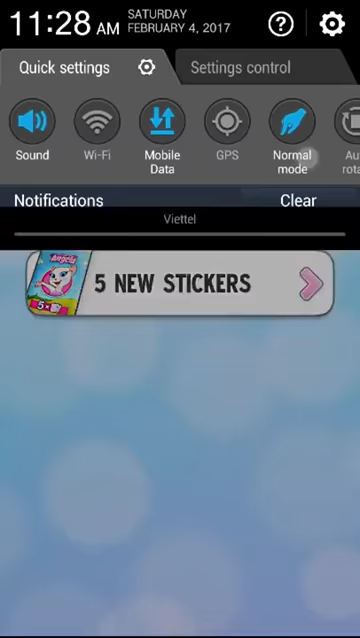 11:28 AM
SATURDAY
FEBRUARY 4, 2017
Quick settings
Settings control
Sound
Wi-Fi
Mobile
Data
GPS
Normal
mode
Notifications
Clear
Viettel
Angela
5x
5 NEW STICKERS